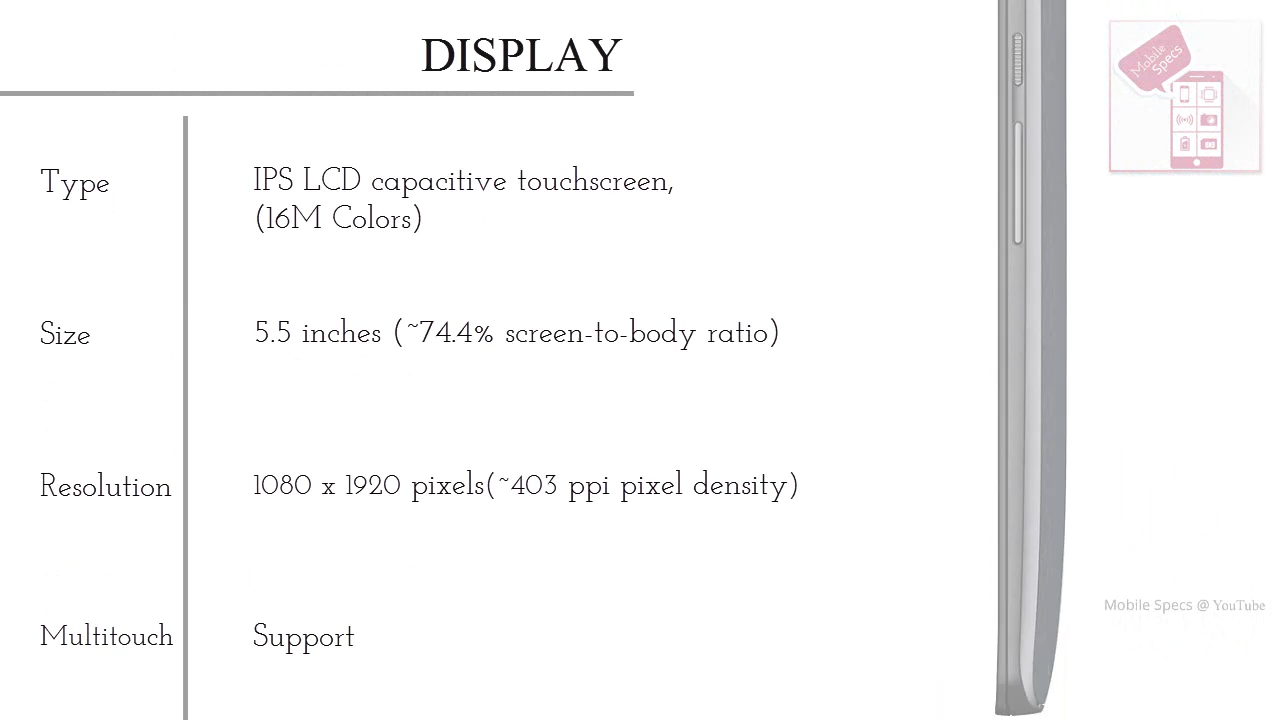 DISPLAY
Mobile
Specs
Type
IPS LCD capacitive touchscreen,
(16M Colors)
Size
5.5 inches (~74.4% screen-to-body ratio)
Resolution
1080 x 1920 pixels(~403 ppi pixel density)
Mobile Specs @ YouTube
Multitouch
Support